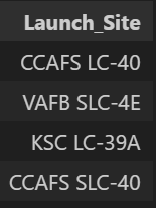 Launch_Site
CCAFS LC-40
VAFB SLC-4E
KSC LC-39A
CCAFS SLC-40